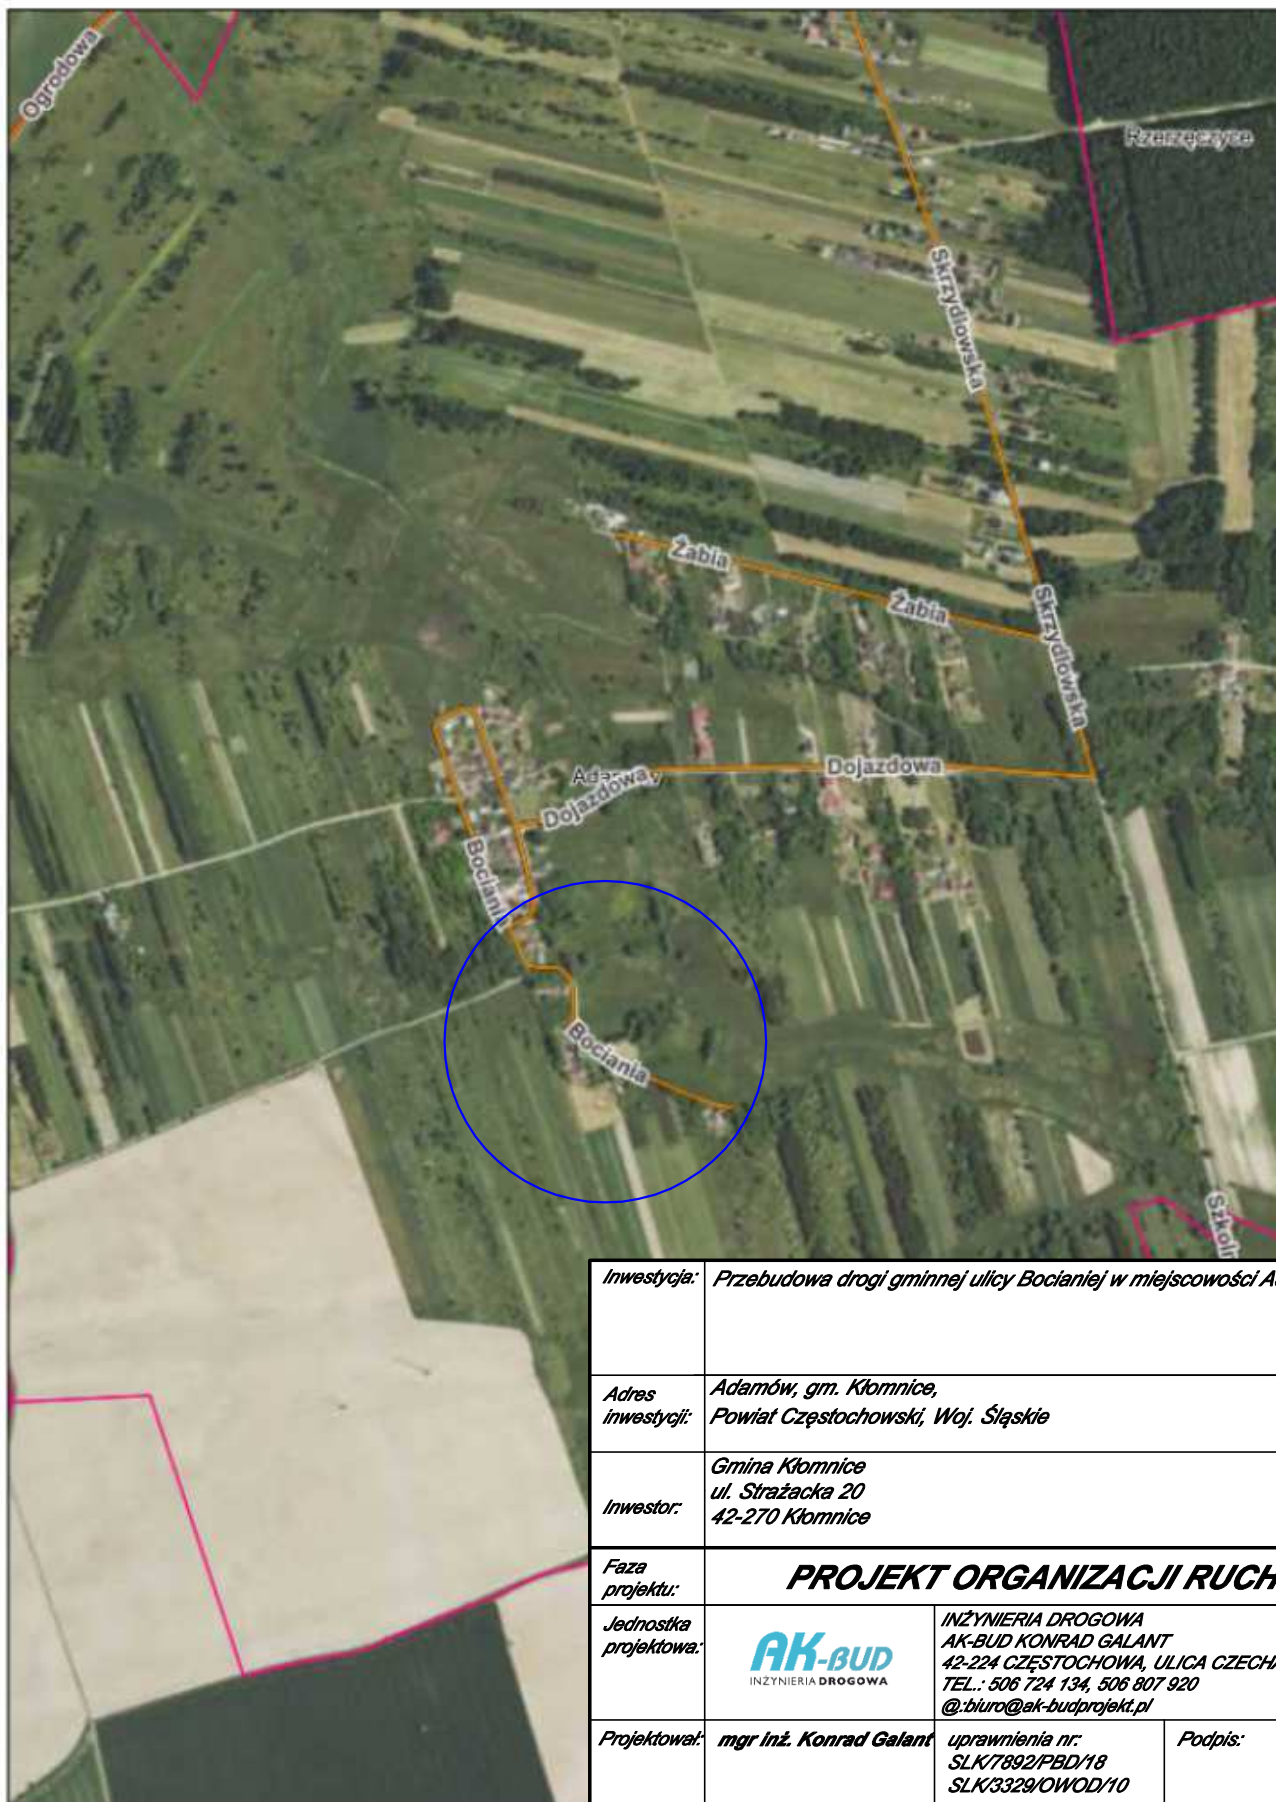 Ogrodowa
Rzerzęczyce
Skrzydlowska
Żabia
Żabia
Skrzydlowska
Dojazdowa
Dojazdowa
Bociania
Bociania
Inwestycja: Przebudowa drogi gminnej ulicy Bocianiej w miejscowości
Adres inwestycji: Adamów, gm. Kłomnice,
Powiat Częstochowski, Woj. Śląskie
Inwestor: Gmina Kłomnice
ul. Strażacka 20
42-270 Kłomnice
Faza projektu: PROJEKT ORGANIZACJI RUCH
Jednostka projektowa:
AK-BUD
INŻYNIERIA DROGOWA
INŻYNIERIA DROGOWA
AK-BUD KONRAD GALANT
42-224 CZĘSTOCHOWA, ULICA CZECHA
TEL.: 506 724 134, 506 807 920
@:biuro@ak-budprojekt.pl
Projektował: mgr inż. Konrad Galant
uprawnienia nr:
SLK/7892/PBD/18
SLK/3329/OWOD/10
Podpis: